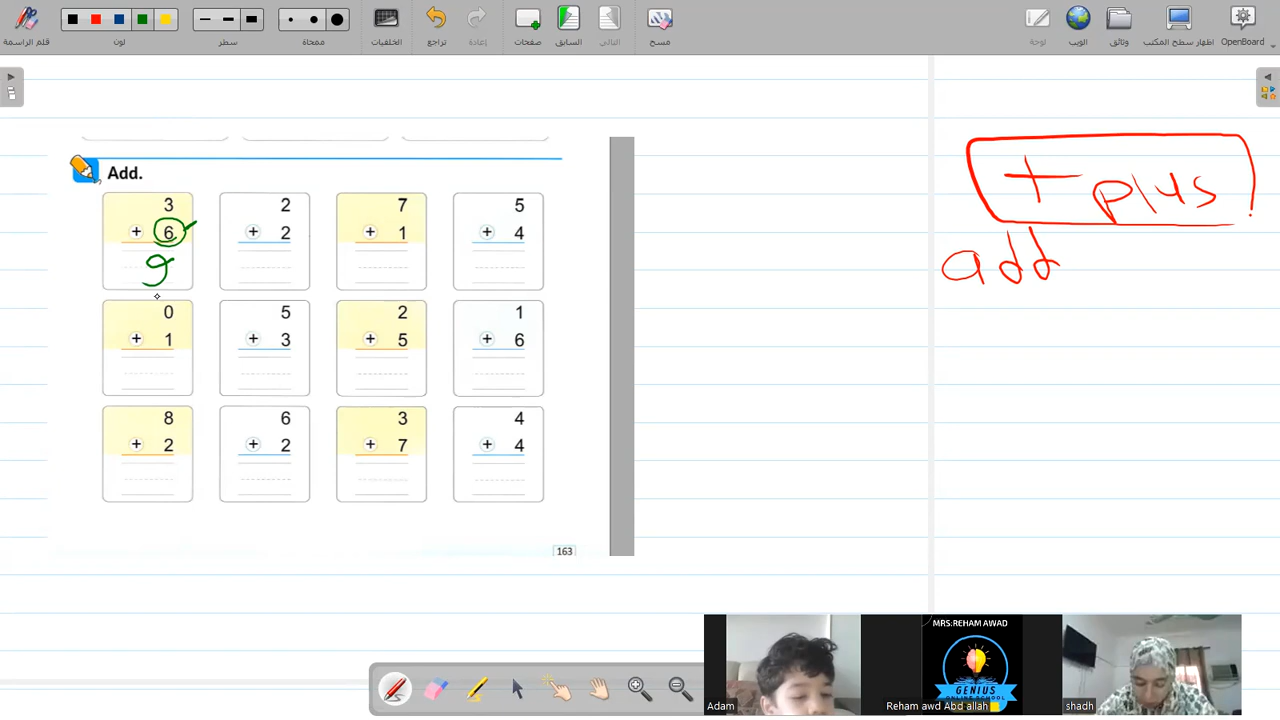 قلم الراسمة
لون
سطر
ممحاة
الخلفيات
تراجع
إعادة
صفحات
السابق
التالي
مسح
لوحة
الويب
وثائق
اظهار سطح المكتب
OpenBoard
Add.
3 2 7 5
+ 6 + 2 + 1 + 4
9
0 5 2 1
+ 1 + 3 + 5 + 6
8 6 3 4
+ 2 + 2 + 7 + 4
163
+ plus
add
MRS:REHAM AWAD
GENIUS
ONLINE SCHOOL
Adam
Reham awd Abd allah
shadh